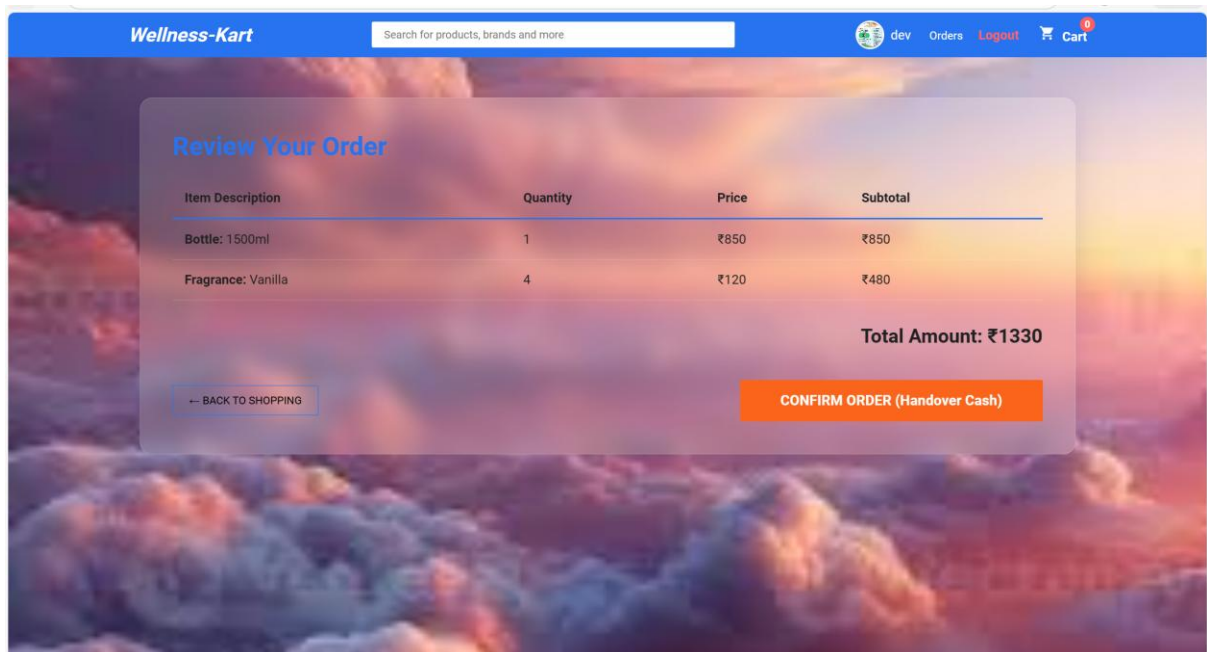 Wellness-Kart Search for products, brands and more dev Orders Logout Cart 0
Review Your Order
Item Description Quantity Price Subtotal
Bottle: 1500ml 1 ₹850 ₹850
Fragrance: Vanilla 4 ₹120 ₹480
Total Amount: ₹1330
← BACK TO SHOPPING CONFIRM ORDER (Handover Cash)